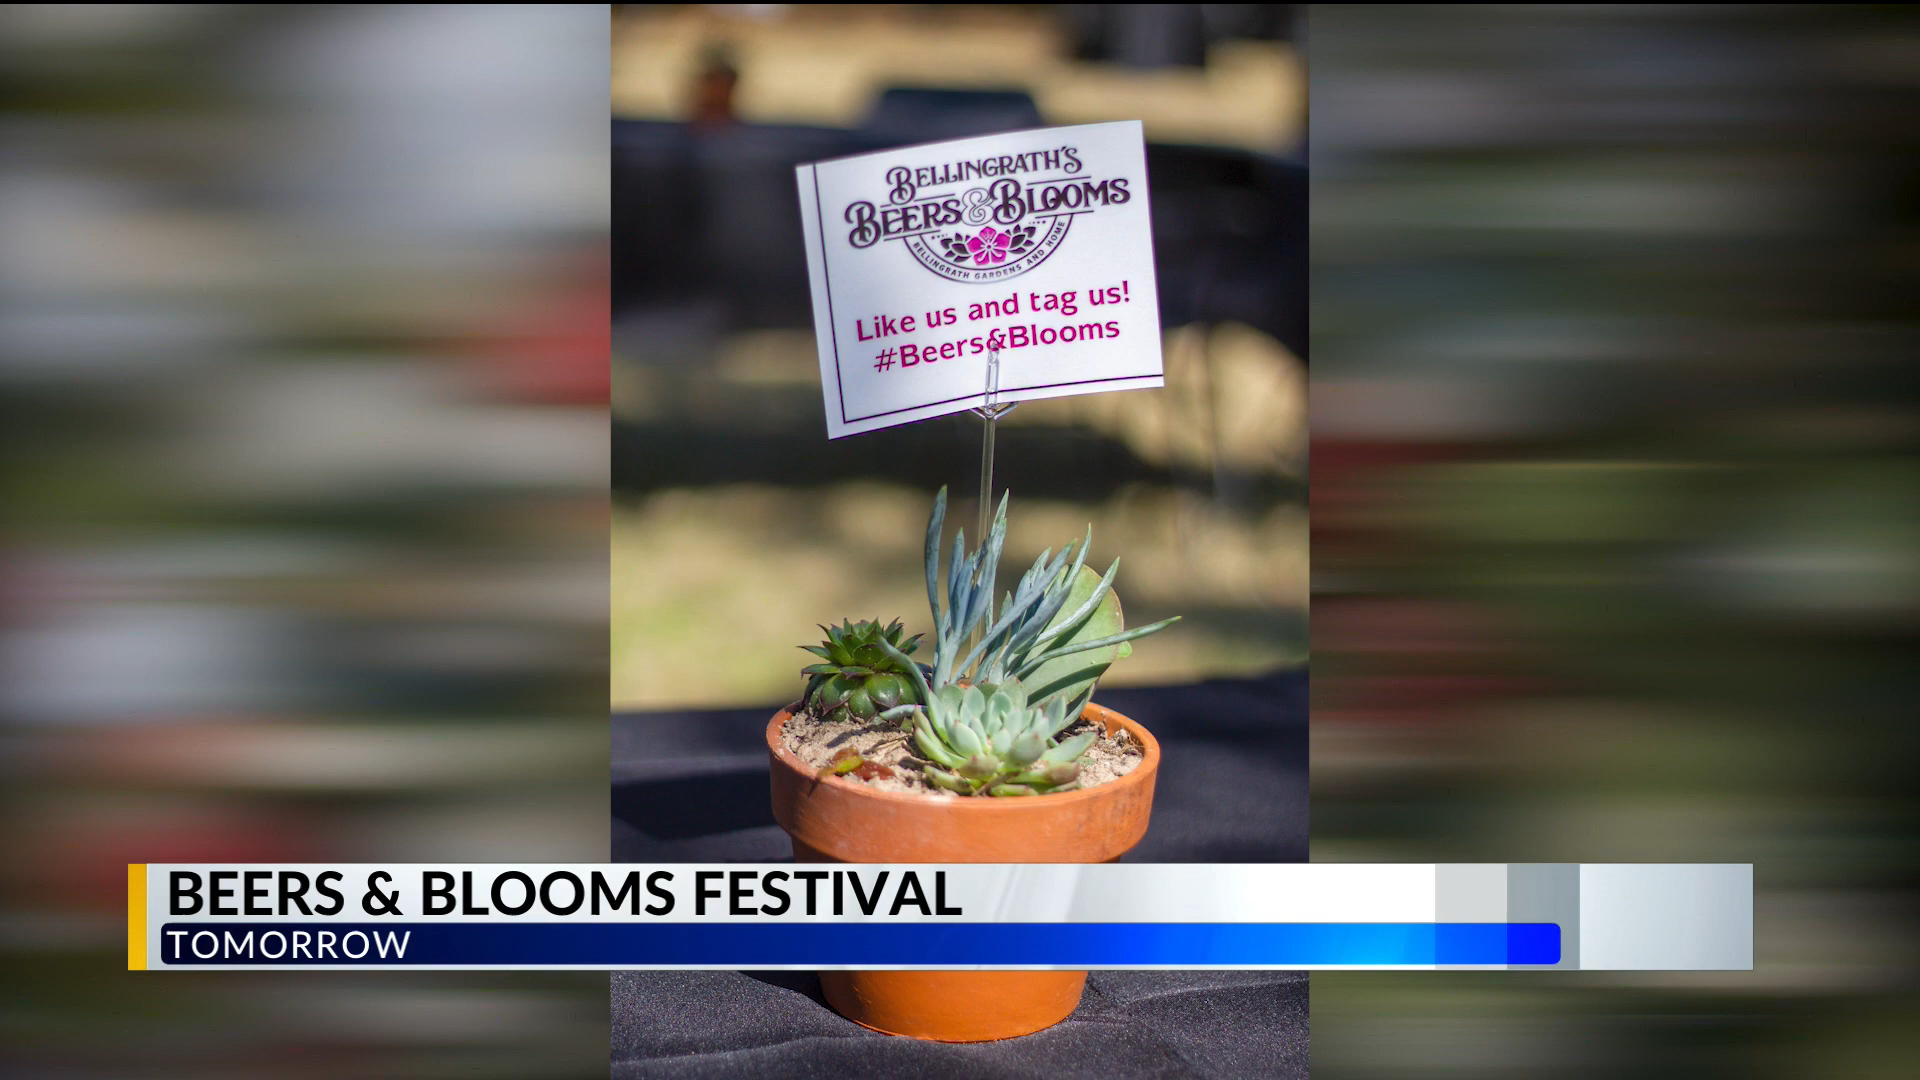 BELLINGRATH'S
BEERS & BLOOMS
BELLINGRATH GARDENS AND HOME
Like us and tag us!
#Beers&Blooms
BEERS & BLOOMS FESTIVAL
TOMORROW